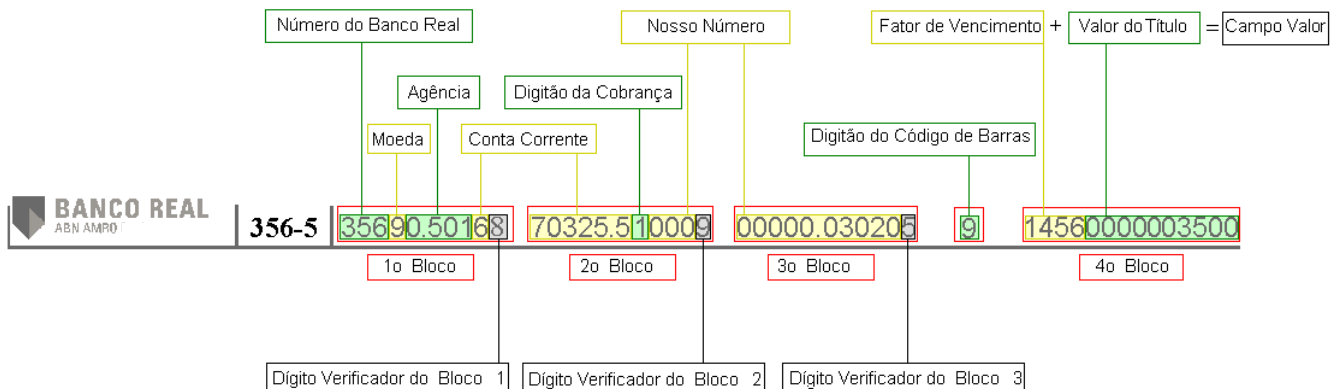 Número do Banco Real
Nosso Número
Fator de Vencimento + Valor do Título = Campo Valor
Agência
Digitão da Cobrança
Moeda
Conta Corrente
Digitão do Código de Barras
BANCO REAL
ABN AMRO
356-5 35690.50168 70325.510009 00000.030205 9 14560000003500
1o Bloco
2o Bloco
3o Bloco
4o Bloco
Dígito Verificador do Bloco 1
Dígito Verificador do Bloco 2
Dígito Verificador do Bloco 3